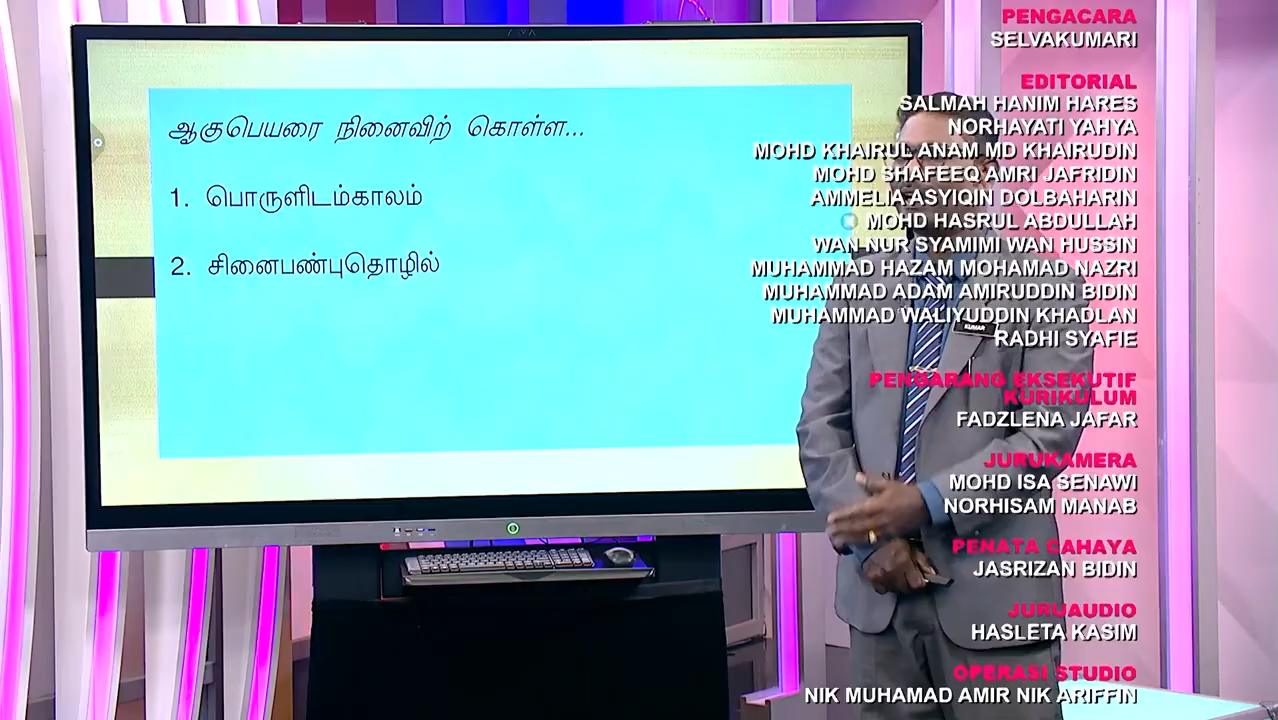 ஆகுபெயரை நினைவிற் கொள்ள...
1. பொருளிடம்காலம்
2. சினைபண்புதொழில்
PENGACARA
SELVAKUMARI
EDITORIAL
SALMAH HANIM HARES
NORHAYATI YAHYA
MOHD KHAIRUL ANAM MD KHAIRUDIN
MOHD SHAFEEQ AMRI JAFRIDIN
AMMELIA ASYIQIN DOLBAHARIN
MOHD HASRUL ABDULLAH
WAN NUR SYAMIMI WAN HUSSIN
MUHAMMAD HAZAM MOHAMAD NAZRI
MUHAMMAD ADAM AMIRUDDIN BIDIN
MUHAMMAD WALIYUDDIN KHADLAN
RADHI SYAFIE
KUMAR
PENGARANG EKSEKUTIF
KURIKULUM
FADZLENA JAFAR
JURUKAMERA
MOHD ISA SENAWI
NORHISAM MANAB
PENATA CAHAYA
JASRIZAN BIDIN
JURUAUDIO
HASLETA KASIM
OPERASI STUDIO
NIK MUHAMAD AMIR NIK ARIFFIN